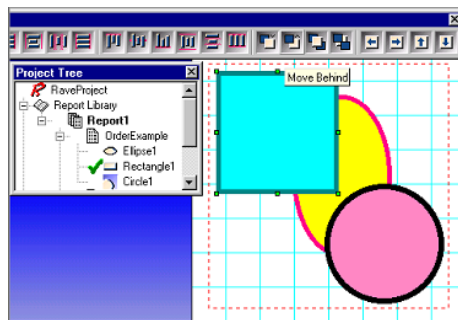 Project Tree
RaveProject
Report Library
Report1
OrderExample
Ellipse1
Rectangle1
Circle1
Move Behind